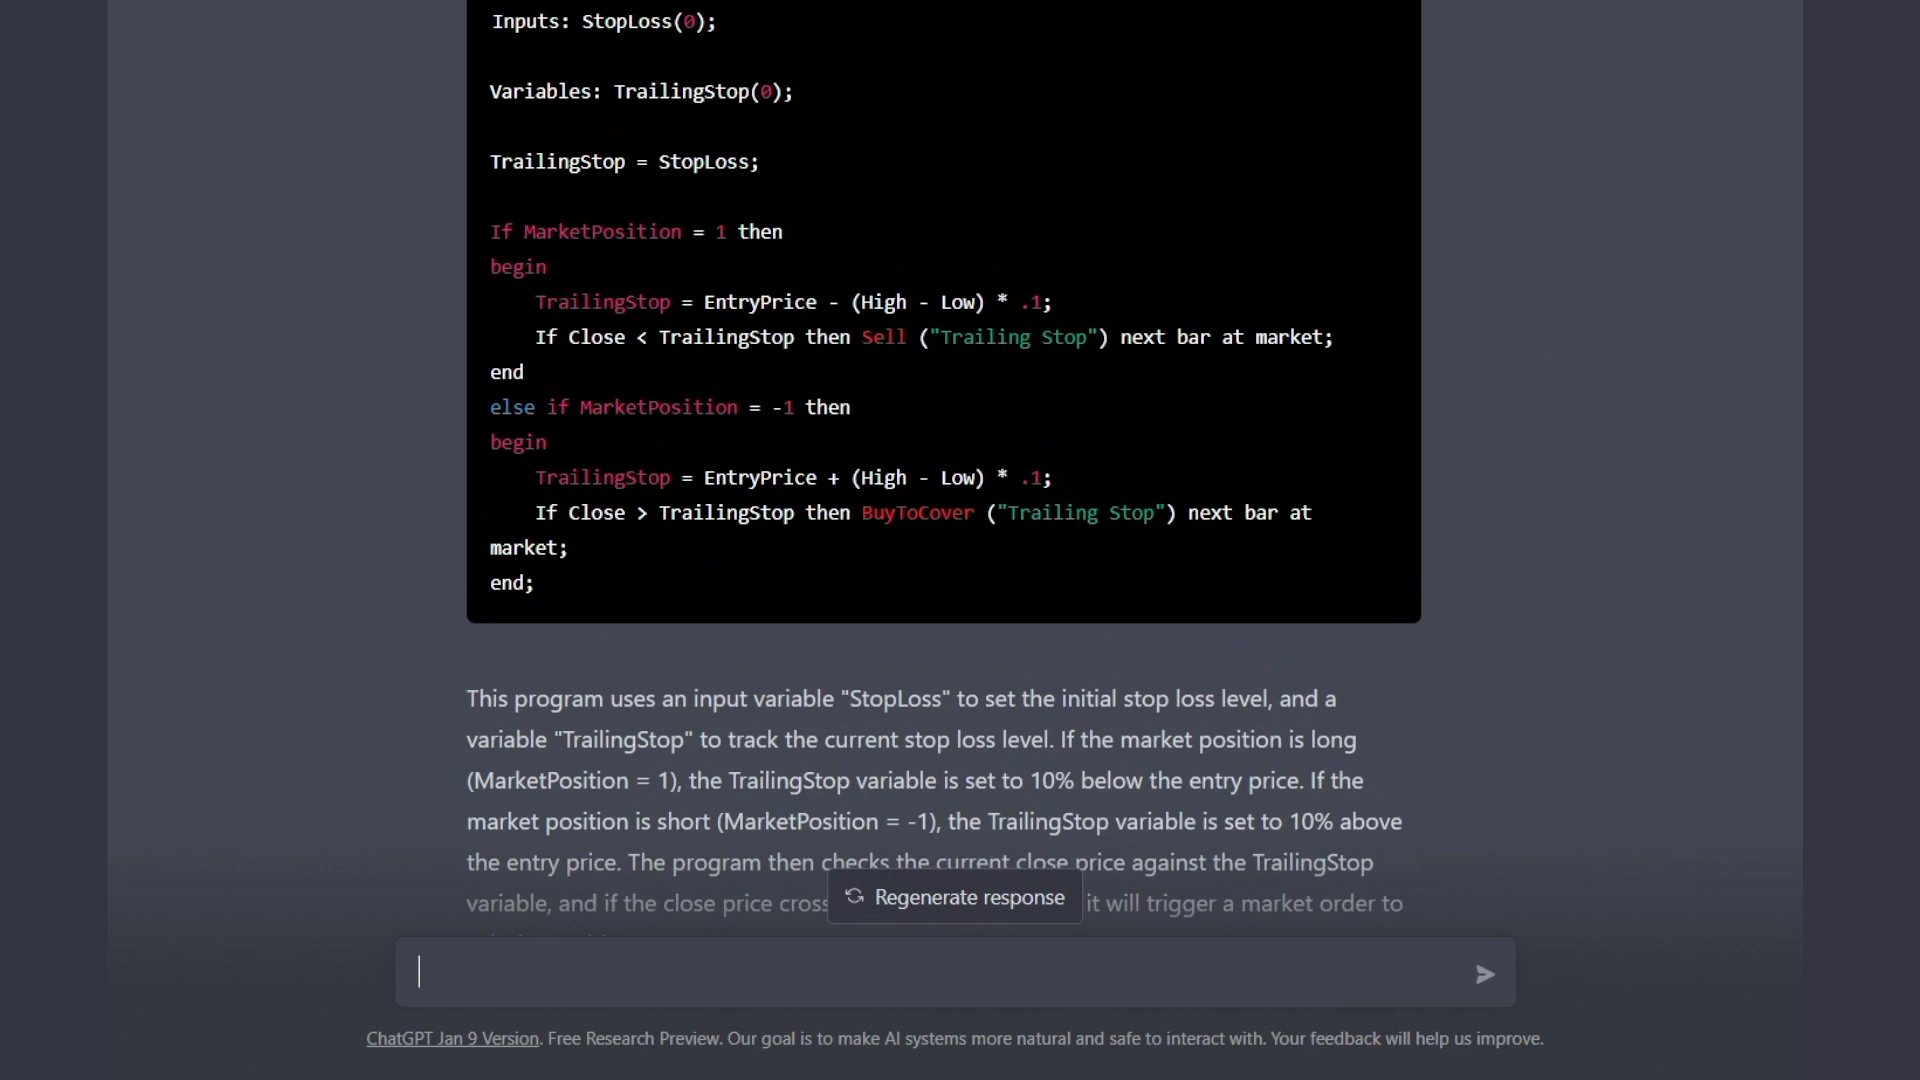 Inputs: StopLoss(0);
Variables: TrailingStop(0);
TrailingStop = StopLoss;
If MarketPosition = 1 then
begin
    TrailingStop = EntryPrice - (High - Low) * .1;
    If Close < TrailingStop then Sell ("Trailing Stop") next bar at market;
end
else if MarketPosition = -1 then
begin
    TrailingStop = EntryPrice + (High - Low) * .1;
    If Close > TrailingStop then BuyToCover ("Trailing Stop") next bar at
market;
end;
This program uses an input variable "StopLoss" to set the initial stop loss level, and a
variable "TrailingStop" to track the current stop loss level. If the market position is long
(MarketPosition = 1), the TrailingStop variable is set to 10% below the entry price. If the
market position is short (MarketPosition = -1), the TrailingStop variable is set to 10% above
the entry price. The program then checks the current close price against the TrailingStop
variable, and if the close price cross it will trigger a market order to
Regenerate response
ChatGPT Jan 9 Version. Free Research Preview. Our goal is to make AI systems more natural and safe to interact with. Your feedback will help us improve.